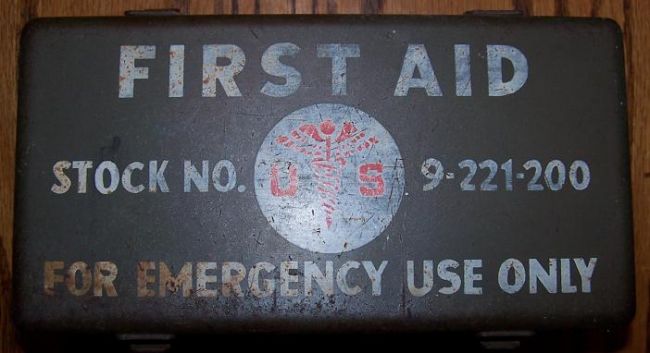 FIRST AID
STOCK NO. U S 9-221-200
FOR EMERGENCY USE ONLY